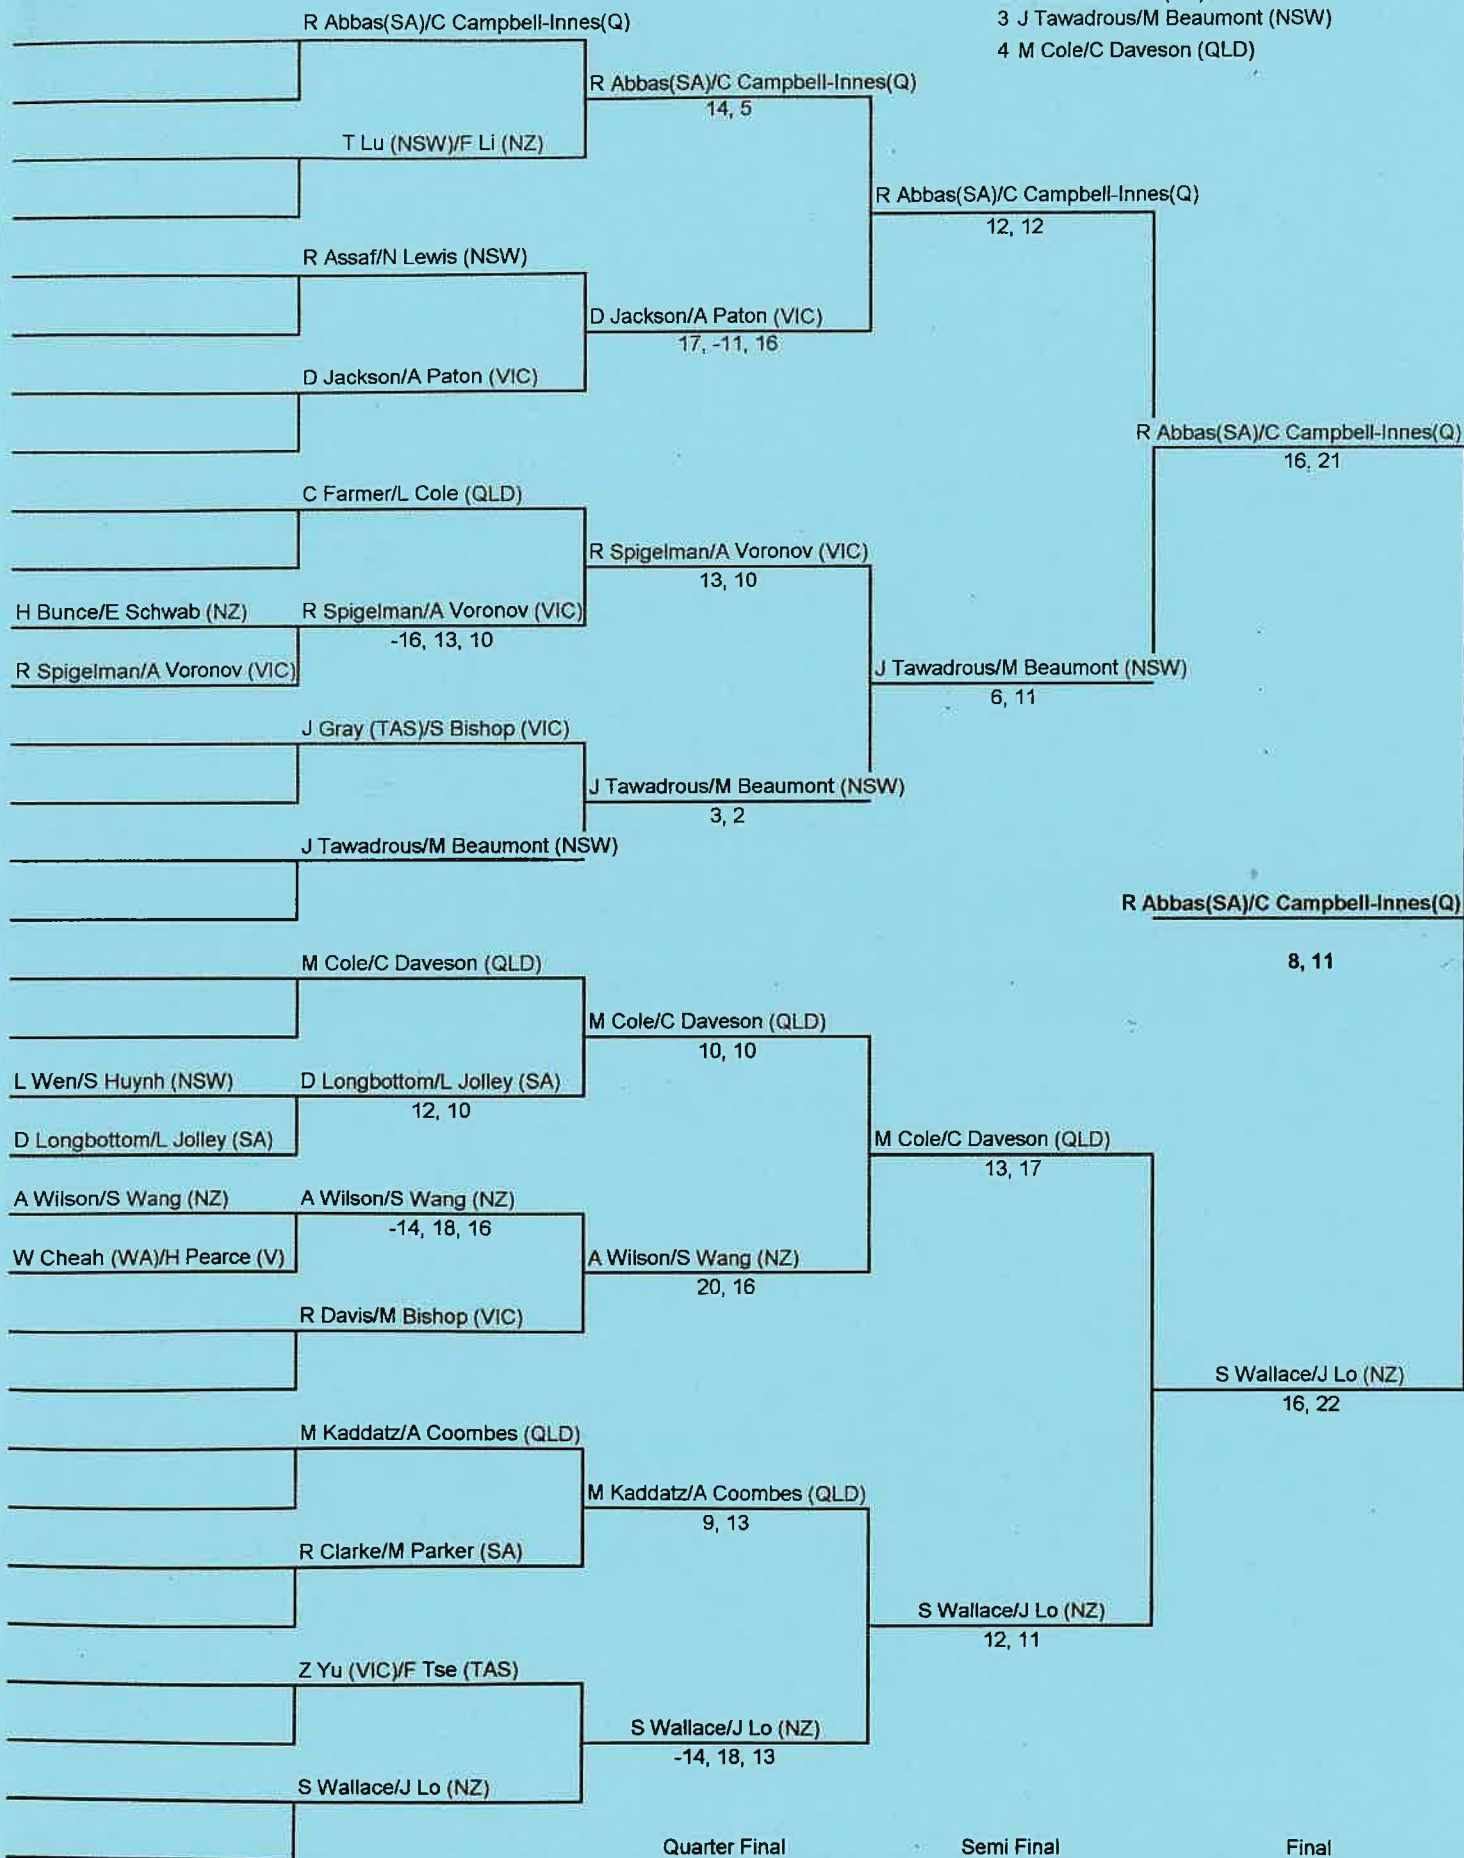 3 J Tawadrous/M Beaumont (NSW)
4 M Cole/C Daveson (QLD)
R Abbas(SA)/C Campbell-Innes(Q)
R Abbas(SA)/C Campbell-Innes(Q)
14, 5
T Lu (NSW)/F Li (NZ)
R Abbas(SA)/C Campbell-Innes(Q)
12, 12
R Assaf/N Lewis (NSW)
D Jackson/A Paton (VIC)
17, -11, 16
D Jackson/A Paton (VIC)
R Abbas(SA)/C Campbell-Innes(Q)
16, 21
C Farmer/L Cole (QLD)
R Spigelman/A Voronov (VIC)
13, 10
H Bunce/E Schwab (NZ)
R Spigelman/A Voronov (VIC)
-16, 13, 10
R Spigelman/A Voronov (VIC)
J Tawadrous/M Beaumont (NSW)
6, 11
J Gray (TAS)/S Bishop (VIC)
J Tawadrous/M Beaumont (NSW)
3, 2
J Tawadrous/M Beaumont (NSW)
R Abbas(SA)/C Campbell-Innes(Q)
8, 11
M Cole/C Daveson (QLD)
M Cole/C Daveson (QLD)
10, 10
L Wen/S Huynh (NSW)
D Longbottom/L Jolley (SA)
12, 10
D Longbottom/L Jolley (SA)
M Cole/C Daveson (QLD)
13, 17
A Wilson/S Wang (NZ)
A Wilson/S Wang (NZ)
-14, 18, 16
W Cheah (WA)/H Pearce (V)
A Wilson/S Wang (NZ)
20, 16
R Davis/M Bishop (VIC)
S Wallace/J Lo (NZ)
16, 22
M Kaddatz/A Coombes (QLD)
M Kaddatz/A Coombes (QLD)
9, 13
R Clarke/M Parker (SA)
S Wallace/J Lo (NZ)
12, 11
Z Yu (VIC)/F Tse (TAS)
S Wallace/J Lo (NZ)
-14, 18, 13
S Wallace/J Lo (NZ)
Quarter Final
Semi Final
Final